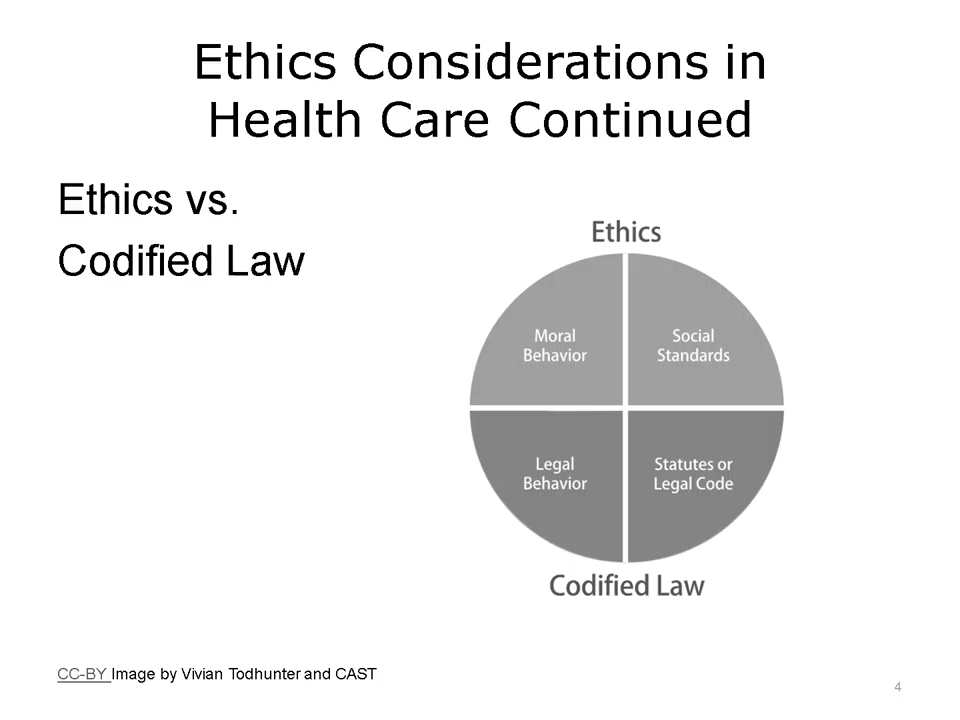 Ethics Considerations in
Health Care Continued
Ethics vs.
Codified Law
Ethics
Moral
Behavior
Social
Standards
Legal
Behavior
Statutes or
Legal Code
Codified Law
CC-BY Image by Vivian Todhunter and CAST
4